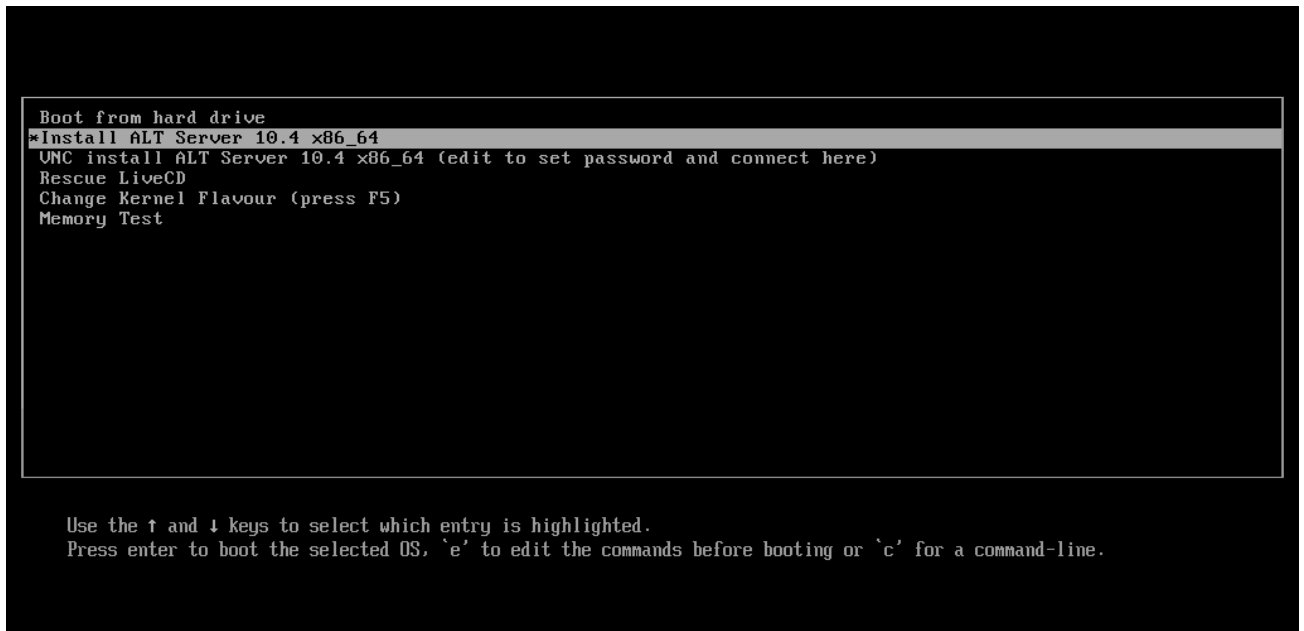 Boot from hard drive
*Install ALT Server 10.4 x86_64
VNC install ALT Server 10.4 x86_64 (edit to set password and connect here)
Rescue LiveCD
Change Kernel Flavour (press F5)
Memory Test
Use the ↑ and ↓ keys to select which entry is highlighted.
Press enter to boot the selected OS, `e' to edit the commands before booting or `c' for a command-line.